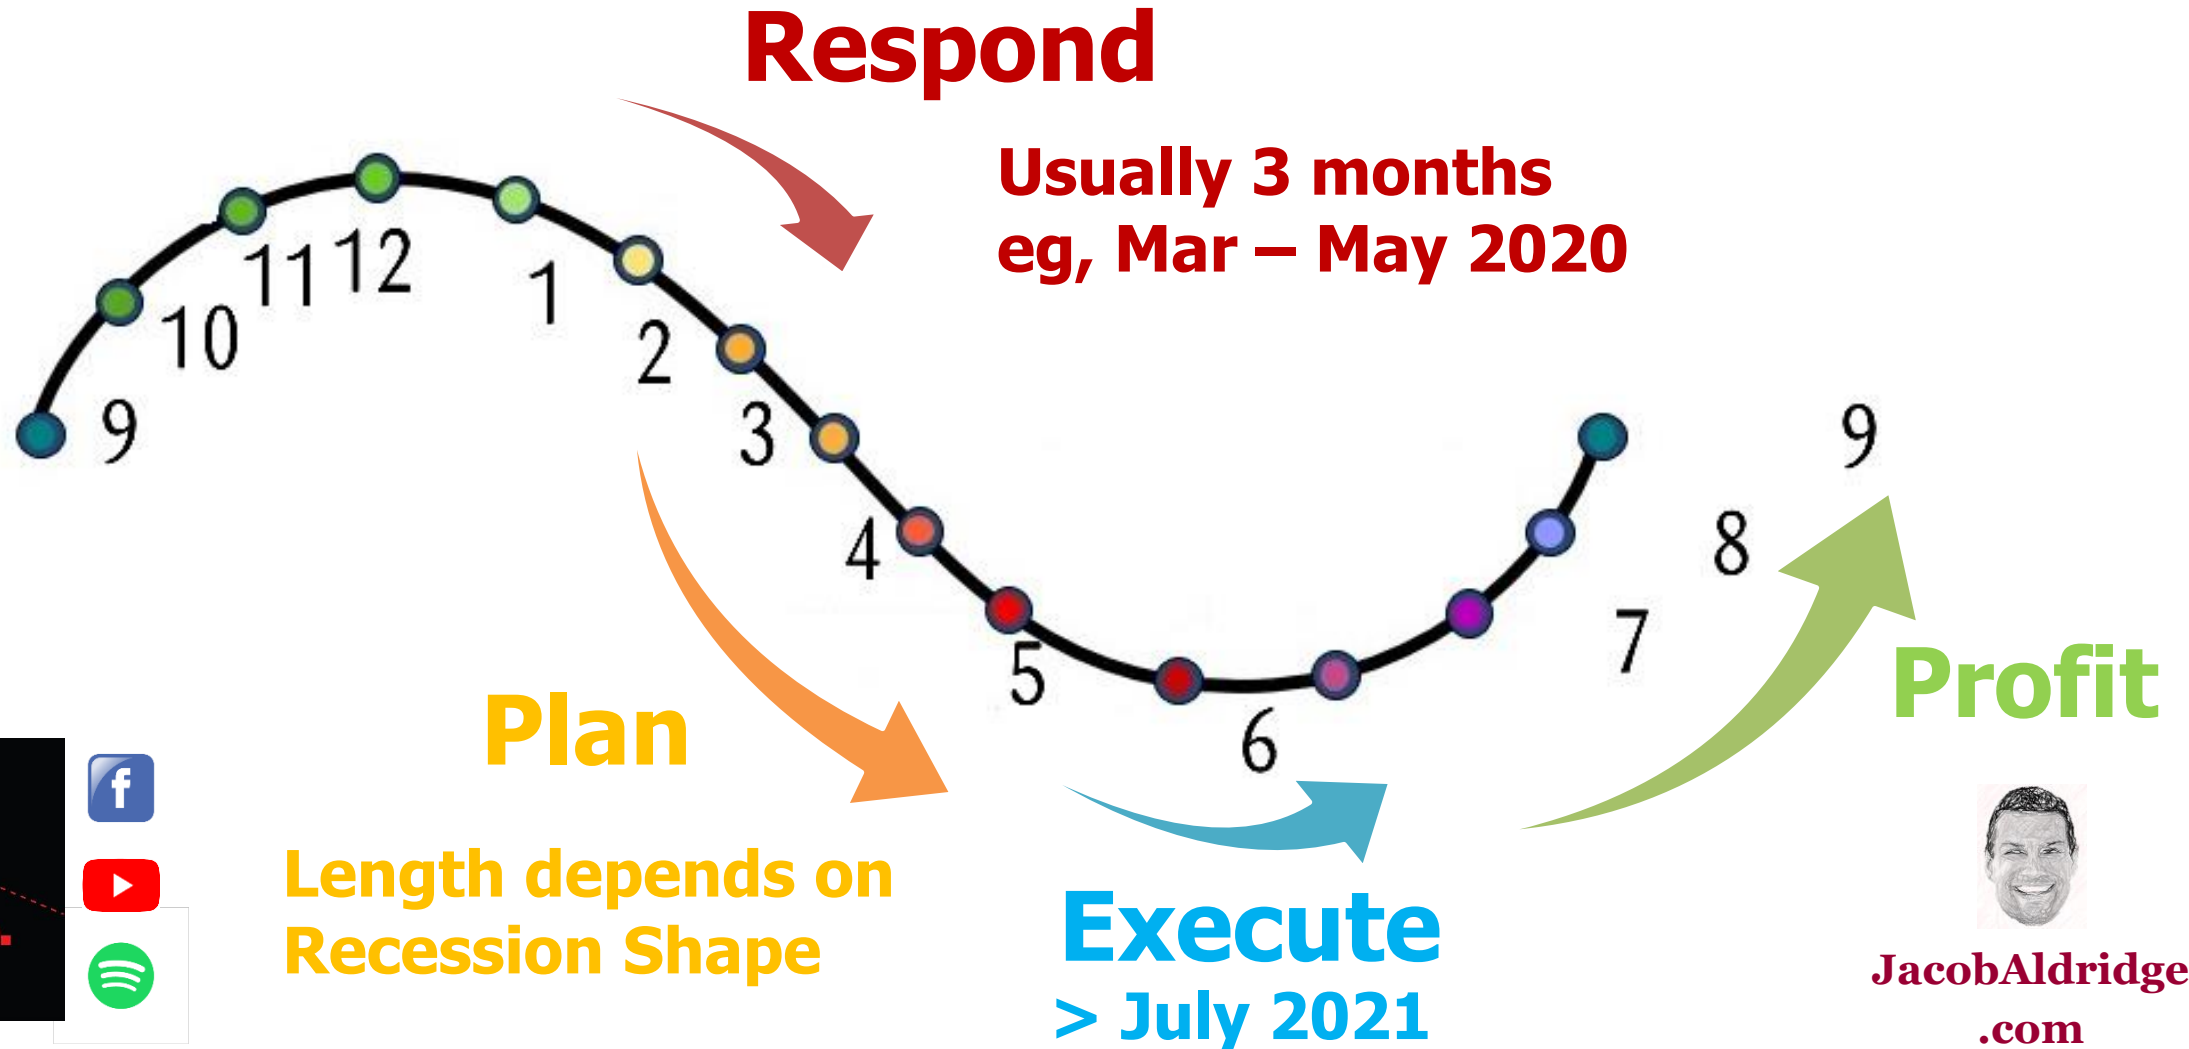 Respond
Usually 3 months
eg, Mar – May 2020
9
10
11
12
1
2
3
4
5
6
7
8
9
Plan
Length depends on
Recession Shape
Execute
> July 2021
Profit
f
JacobAldridge
.com